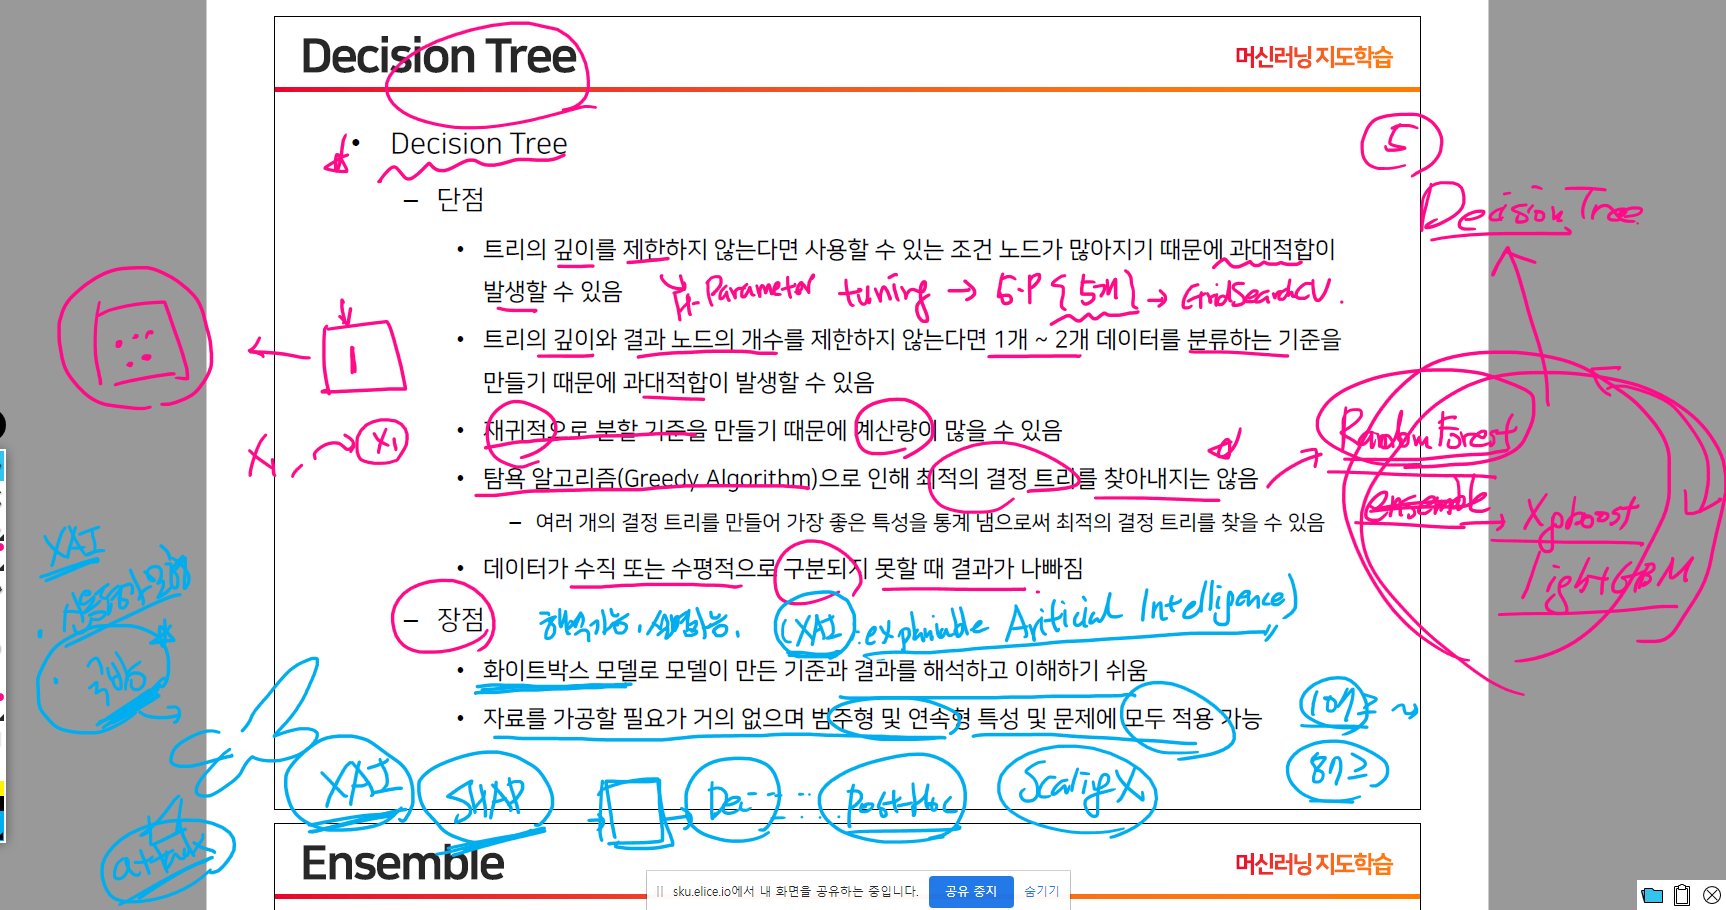 Decision Tree
머신러닝 지도학습
5
• Decision Tree
Decision Tree
– 단점
• 트리의 깊이를 제한하지 않는다면 사용할 수 있는 조건 노드가 많아지기 때문에 과대적합이
발생할 수 있음
H-Parameter tuning → 5.P {5개} → GridSearchCV.
• 트리의 깊이와 결과 노드의 개수를 제한하지 않는다면 1개 ~ 2개 데이터를 분류하는 기준을
만들기 때문에 과대적합이 발생할 수 있음
1
• 재귀적으로 분할 기준을 만들기 때문에 계산량이 많을 수 있음
X1
Random Forest
• 탐욕 알고리즘(Greedy Algorithm)으로 인해 최적의 결정 트리를 찾아내지는 않음
ensemble
→ Xgboost
– 여러 개의 결정 트리를 만들어 가장 좋은 특성을 통계 냄으로써 최적의 결정 트리를 찾을 수 있음
XAI
• 데이터가 수직 또는 수평적으로 구분되지 못할 때 결과가 나빠짐
lightGBM
– 장점
해석가능, 설명가능,
(XAI
Intelligence)
국방
• 화이트박스 모델로 모델이 만든 기준과 결과를 해석하고 이해하기 쉬움
• 자료를 가공할 필요가 거의 없으며 범주형 및 연속형 특성 및 문제에 모두 적용 가능
XAI
SHAP
Dec
Post-Hoc
Scaling X
attack
Ensemble
머신러닝 지도학습
sku.elice.io에서 내 화면을 공유하는 중입니다.
공유 중지
숨기기